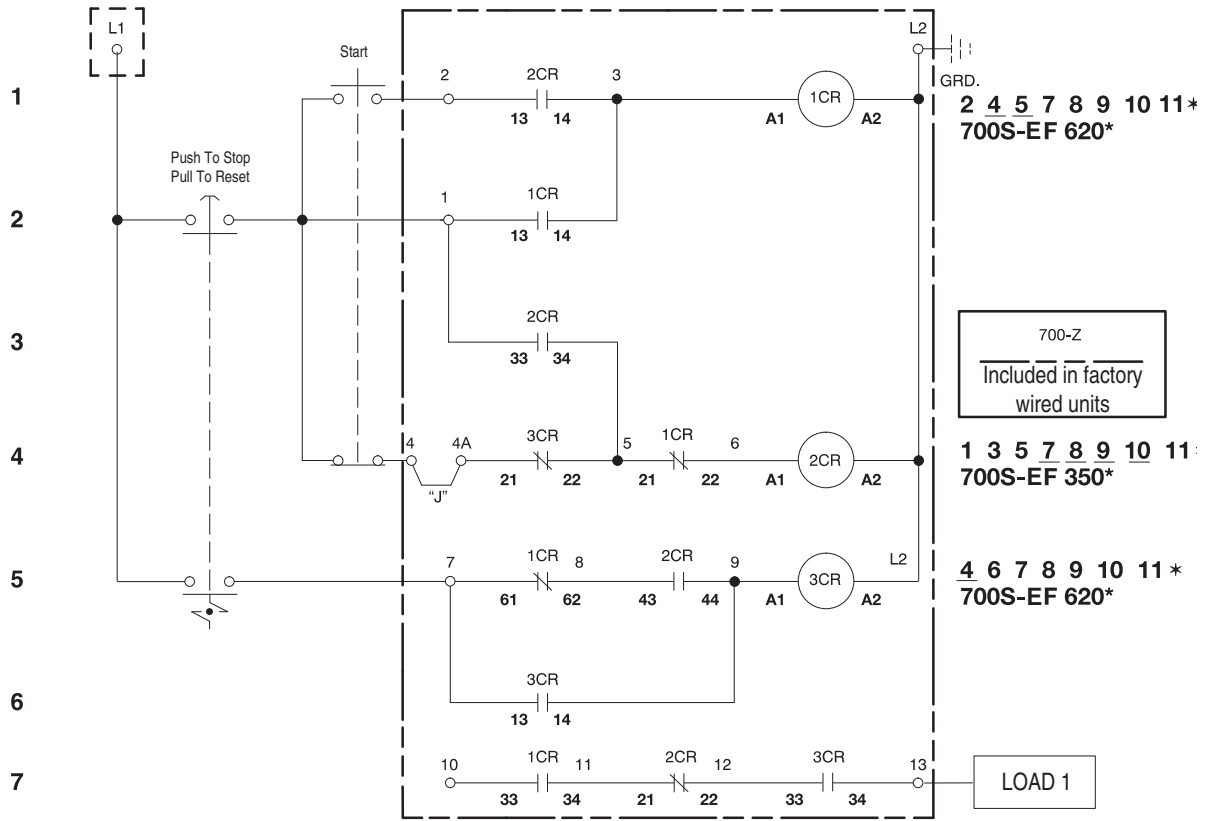 L1
Start
L2
GRD.
1
2
2CR
3
1CR
13 14
A1 A2
2 4 5 7 8 9 10 11*
700S-EF 620*
Push To Stop
Pull To Reset
2
1
1CR
13 14
3
2CR
33 34
700-Z
Included in factory
wired units
4
4 4A
3CR
5
1CR
6
2CR
21 22
21 22
A1 A2
"J"
1 3 5 7 8 9 10 11*
700S-EF 350*
5
7
1CR
8
2CR
9
3CR
L2
61 62
43 44
A1 A2
4 6 7 8 9 10 11*
700S-EF 620*
6
3CR
13 14
7
10
1CR
11
2CR
12
3CR
13
33 34
21 22
33 34
LOAD 1